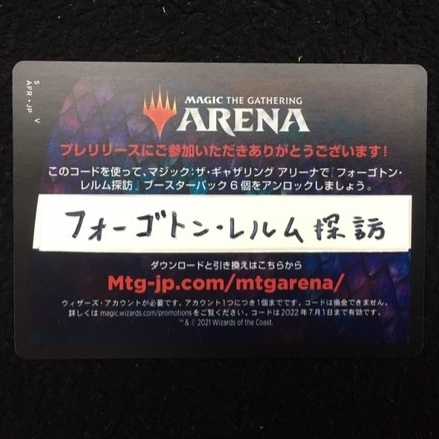 S
V
AFR・JP
MAGIC THE GATHERING
ARENA
プレリリースにご参加いただきありがとうございます!
このコードを使って、マジック:ザ・ギャザリング アリーナで『フォーゴトン・
レルム探訪』ブースターパック6個をアンロックしましょう。
フォーゴトン・レルム探訪
ダウンロードと引き換えはこちらから
Mtg-jp.com/mtgarena/
ウィザーズ・アカウントが必要です。アカウント1つにつき1個までです。コードは換金できません。
詳しくは magic.wizards.com/promotions をご覧ください。コードは2022年7月1日まで有効です。
™ & © 2021 Wizards of the Coast.